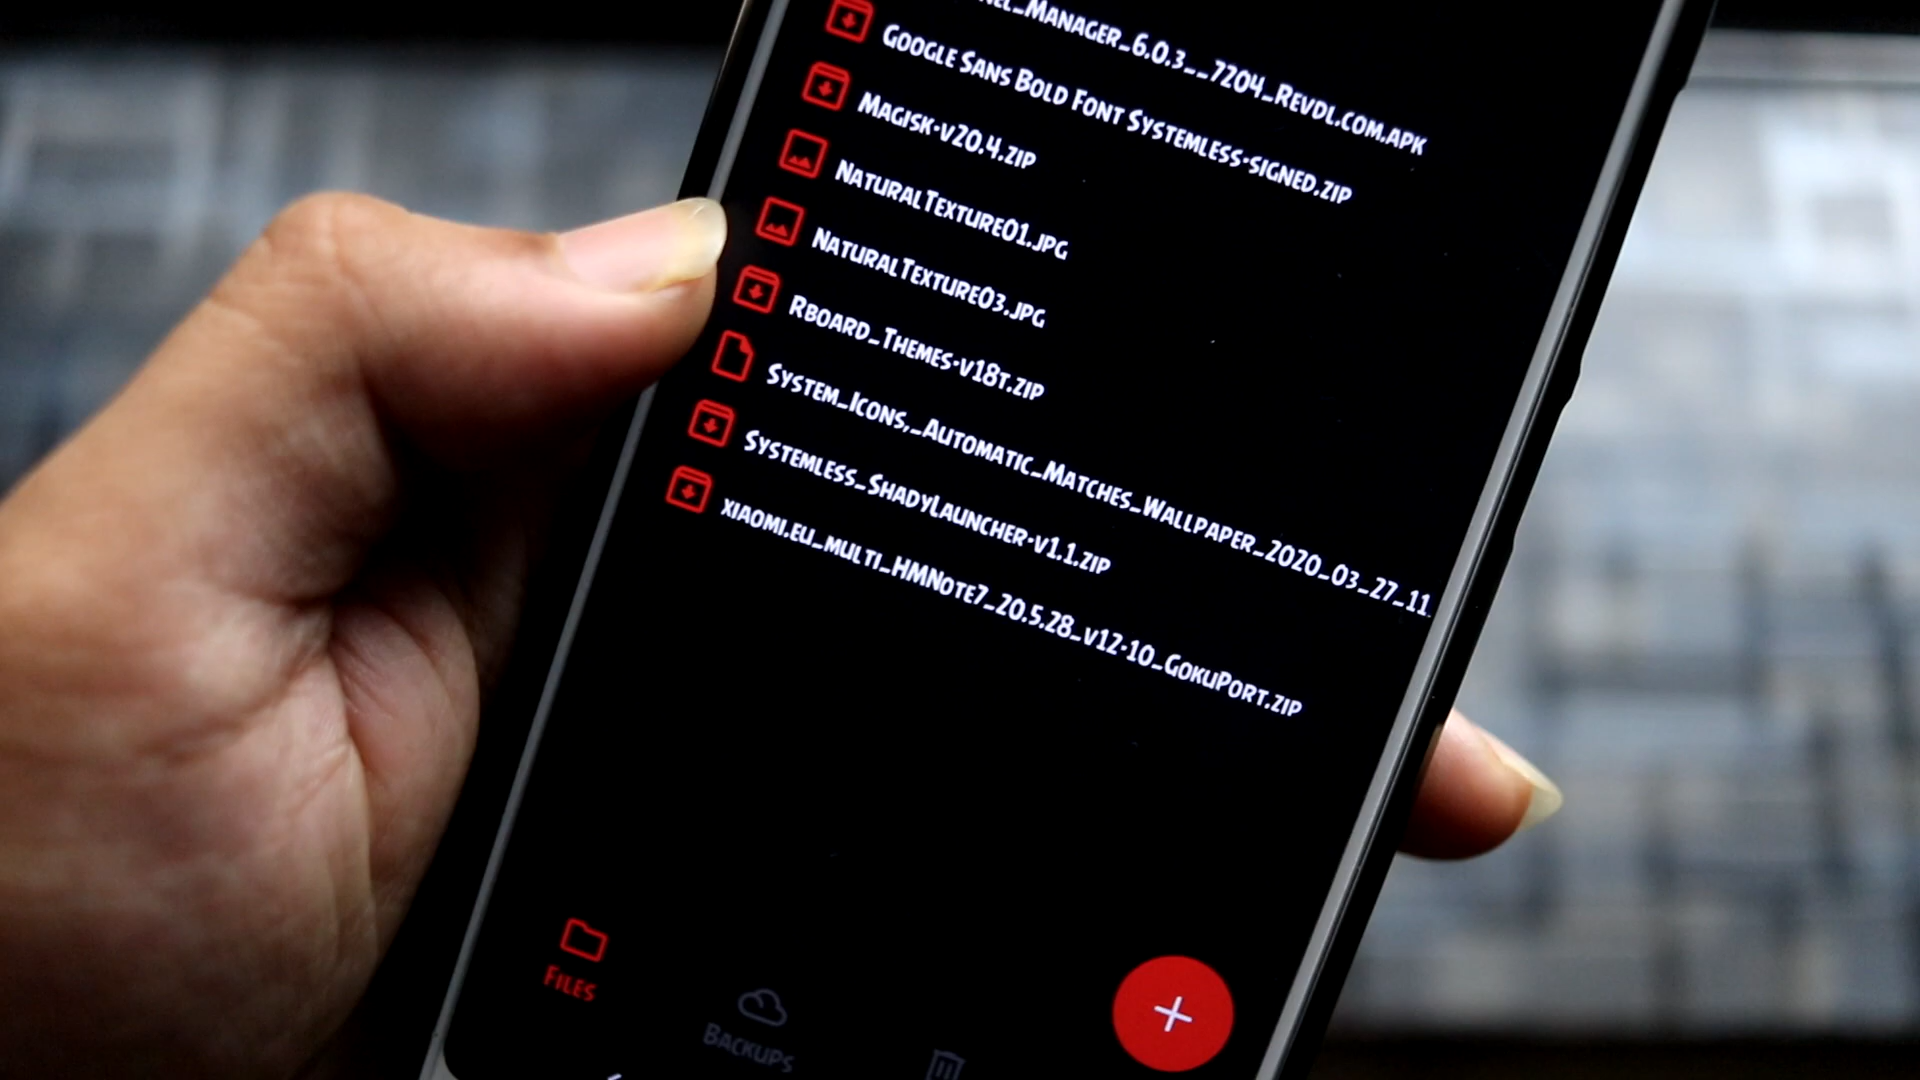 Manager_6.0.3__7204_Revdl.com.apk
Google Sans Bold Font Systemless-signed.zip
Magisk-v20.4.zip
NaturalTexture01.jpg
NaturalTexture03.jpg
Rboard_Themes-v18t.zip
System_Icons,_Automatic_Matches_Wallpaper_2020_03_27_11
Systemless_ShadyLauncher-v1.1.zip
xiaomi.eu_multi_HMNote7_20.5.28_v12-10_GokuPort.zip
Files
Backups